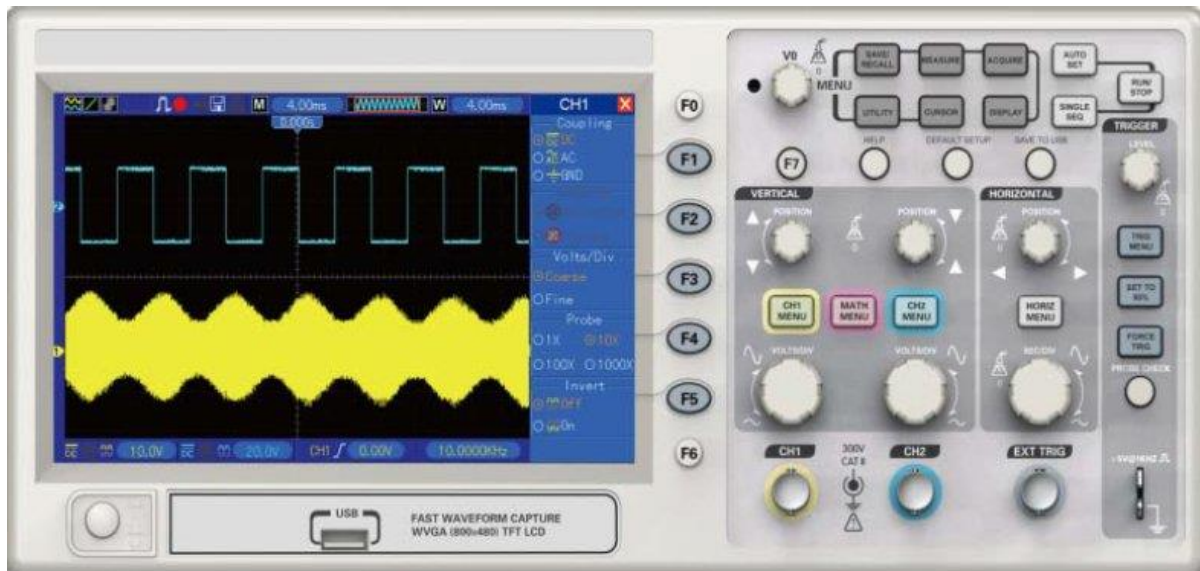 M 4.00ms W 4.00ms CH1
0.000s
Coupling
DC
AC
GND
Volts/Div
Coarse
Fine
Probe
1X 10X
100X 1000X
Invert
Off
On
10.0V 20.0V CH1 0.00V 10.0000KHz
F0
F1
F2
F3
F4
F5
F6
USB
FAST WAVEFORM CAPTURE
WVGA (800x480) TFT LCD
V0
0
MENU
SAVE/
RECALL
MEASURE
ACQUIRE
AUTO
SET
RUN/
STOP
UTILITY
CURSOR
DISPLAY
SINGLE
SEQ
F7
HELP
DEFAULT SETUP
SAVE TO USB
TRIGGER
LEVEL
0
TRIG
MENU
SET TO
50%
FORCE
TRIG
PROBE CHECK
VERTICAL
POSITION
0
POSITION
CH1
MENU
MATH
MENU
CH2
MENU
VOLTS/DIV
VOLTS/DIV
HORIZONTAL
POSITION
0
HORIZ
MENU
SEC/DIV
0
CH1
300V
CAT II
CH2
EXT TRIG